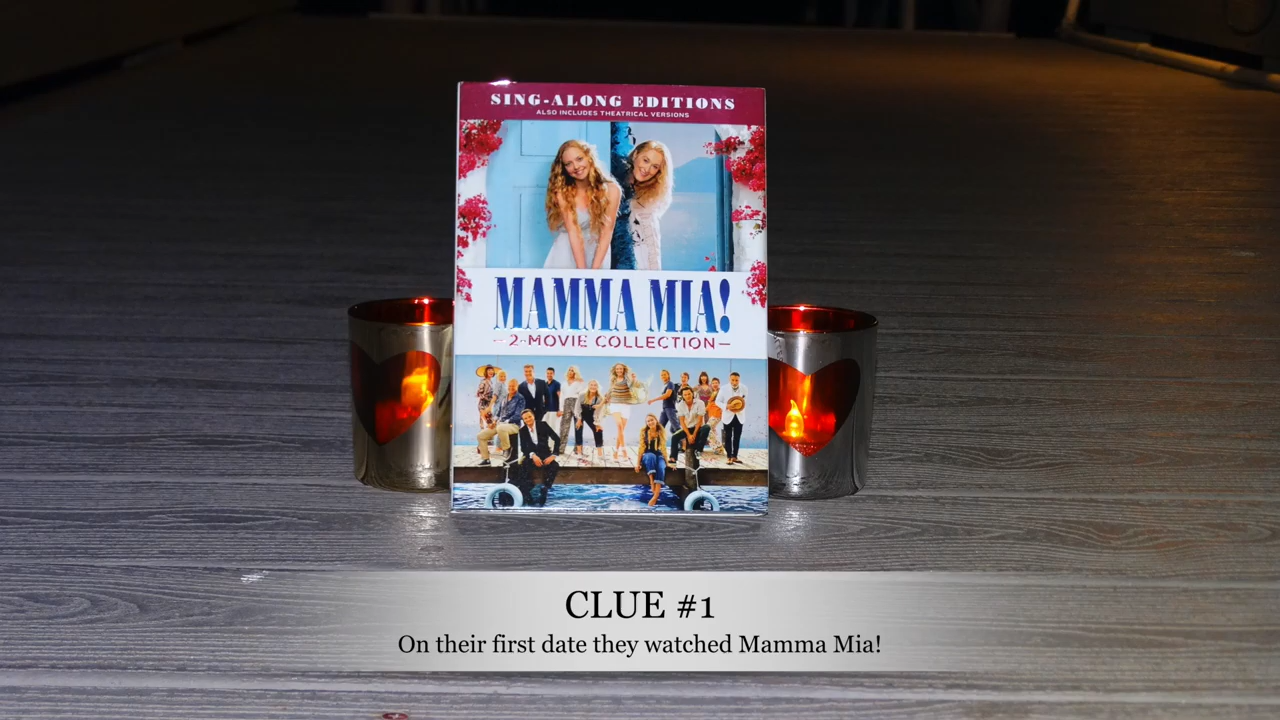 SING-ALONG EDITIONS
ALSO INCLUDES THEATRICAL VERSIONS
MAMMA MIA!
2-MOVIE COLLECTION
CLUE #1
On their first date they watched Mamma Mia!